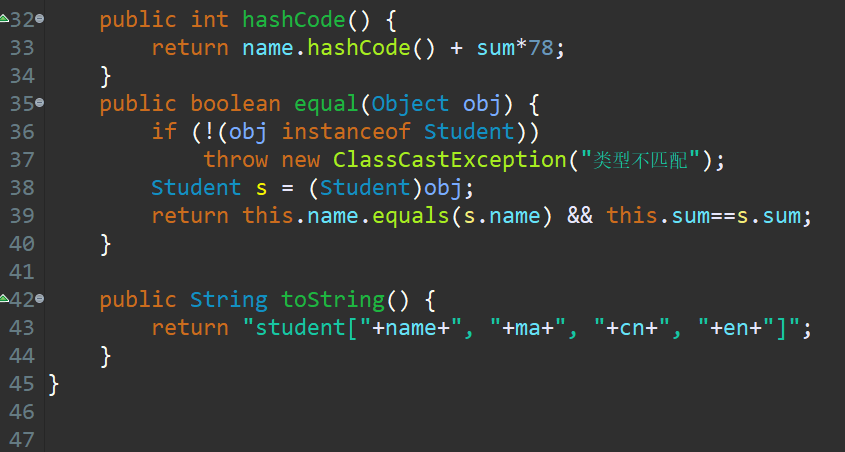 32 public int hashCode() {
33 return name.hashCode() + sum*78;
34 }
35 public boolean equal(Object obj) {
36 if (!(obj instanceof Student))
37 throw new ClassCastException("类型不匹配");
38 Student s = (Student)obj;
39 return this.name.equals(s.name) && this.sum==s.sum;
40 }
41
42 public String toString() {
43 return "student["+name+", "+ma+", "+cn+", "+en+"]";
44 }
45 }
46
47